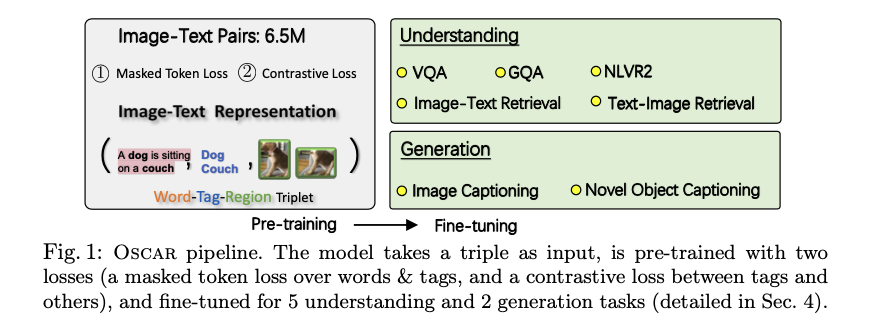 Image-Text Pairs: 6.5M
① Masked Token Loss ② Contrastive Loss
Image-Text Representation
( A dog is sitting on a couch , Dog Couch , )
Word-Tag-Region Triplet
Understanding
VQA GQA NLVR2
Image-Text Retrieval Text-Image Retrieval
Generation
Image Captioning Novel Object Captioning
Pre-training Fine-tuning
Fig. 1: OSCAR pipeline. The model takes a triple as input, is pre-trained with two
losses (a masked token loss over words & tags, and a contrastive loss between tags and
others), and fine-tuned for 5 understanding and 2 generation tasks (detailed in Sec. 4).